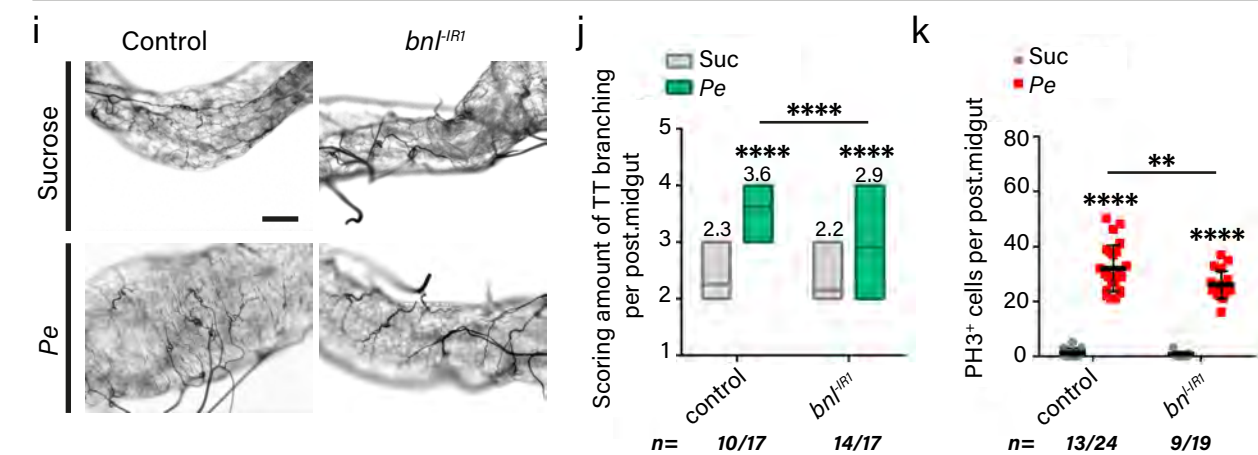 i
Control
bnl-IR1
Sucrose
Pe
j
Suc
Pe
Scoring amount of TT branching
per post.midgut
5
4
3
2
1
****
****
****
2.3
3.6
2.2
2.9
control
bnl-IR1
n= 10/17 14/17
k
Suc
Pe
PH3+ cells per post.midgut
80
60
40
20
0
**
****
****
control
bnl-IR1
n= 13/24 9/19